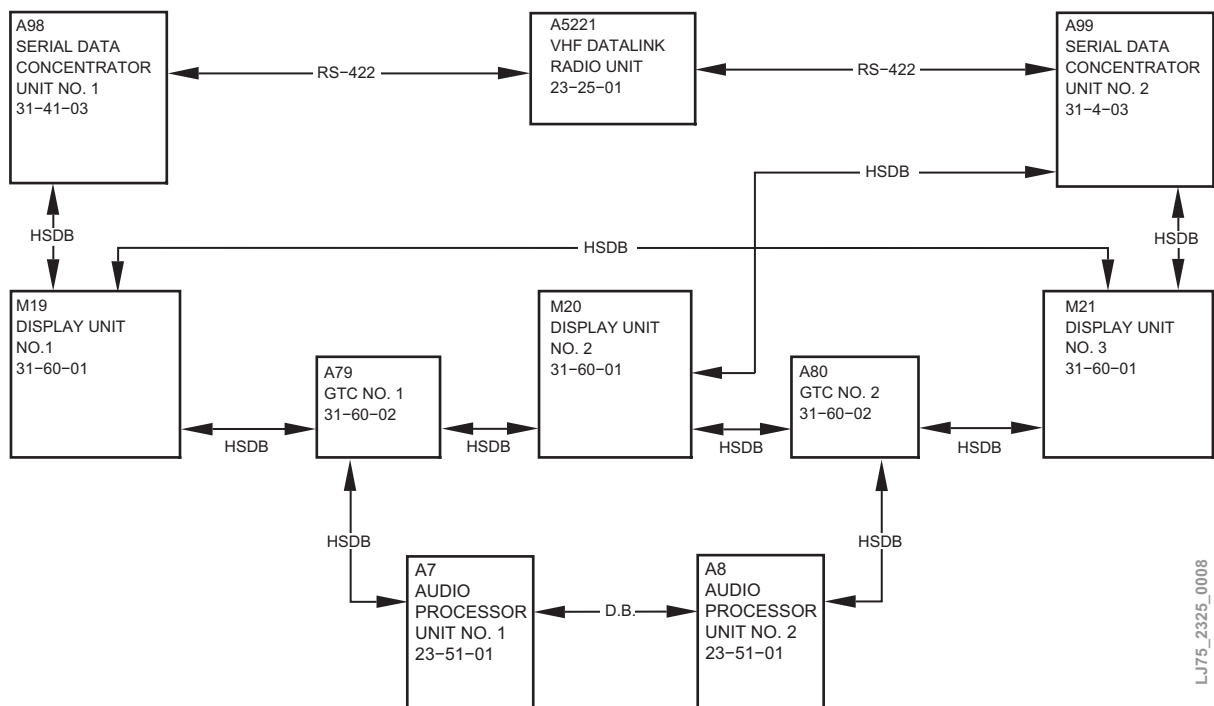 A98
SERIAL DATA
CONCENTRATOR
UNIT NO. 1
31−41−03
RS−422
A5221
VHF DATALINK
RADIO UNIT
23−25−01
RS−422
A99
SERIAL DATA
CONCENTRATOR
UNIT NO. 2
31−4−03
HSDB
HSDB
HSDB
HSDB
M19
DISPLAY UNIT
NO.1
31−60−01
HSDB
A79
GTC NO. 1
31−60−02
HSDB
M20
DISPLAY UNIT
NO. 2
31−60−01
HSDB
A80
GTC NO. 2
31−60−02
HSDB
M21
DISPLAY UNIT
NO. 3
31−60−01
HSDB
HSDB
A7
AUDIO
PROCESSOR
UNIT NO. 1
23−51−01
D.B.
A8
AUDIO
PROCESSOR
UNIT NO. 2
23−51−01
LJ75_2325_0008